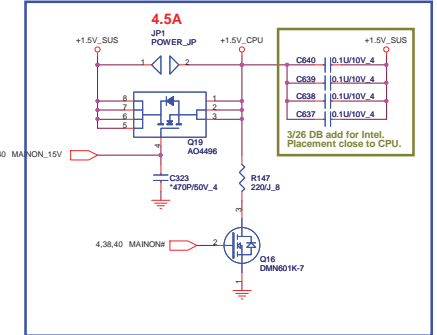 4.5A
JP1
POWER_JP
+1.5V_SUS
+1.5V_CPU
+1.5V_SUS
1
2
C640
0.1U/10V_4
C639
0.1U/10V_4
C638
0.1U/10V_4
C637
0.1U/10V_4
3/26 DB add for Intel.
Placement close to CPU.
8
7
6
5
1
2
3
4
Q19
AO4496
40 MAINON_15V
C323
*470P/50V_4
R147
220/J_8
3
4,38,40 MAINON#
2
Q16
DMN601K-7
1